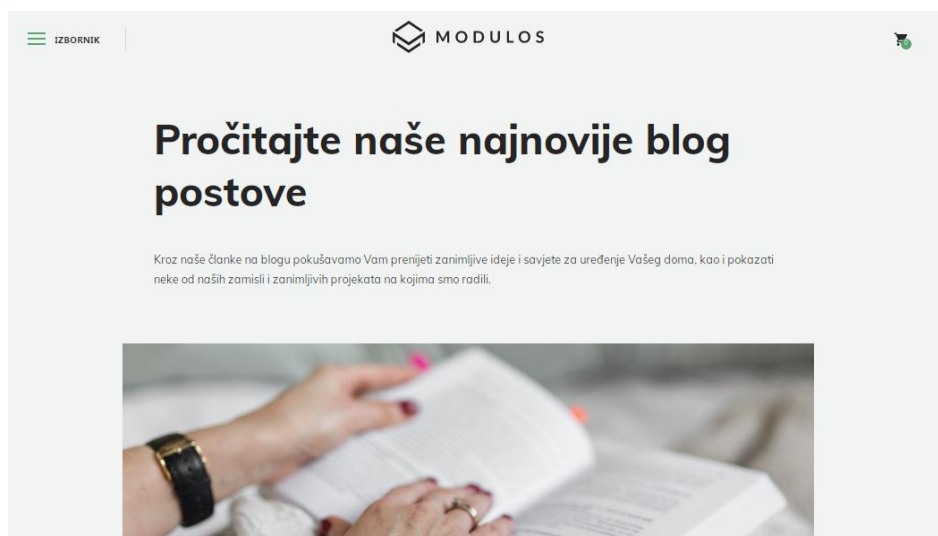 IZBORNIK
MODULOS
0
Pročitajte naše najnovije blog
postove
Kroz naše članke na blogu pokušavamo Vam prenijeti zanimljive ideje i savjete za uređenje Vašeg doma, kao i pokazati
neke od naših zamisli i zanimljivih projekata na kojima smo radili.